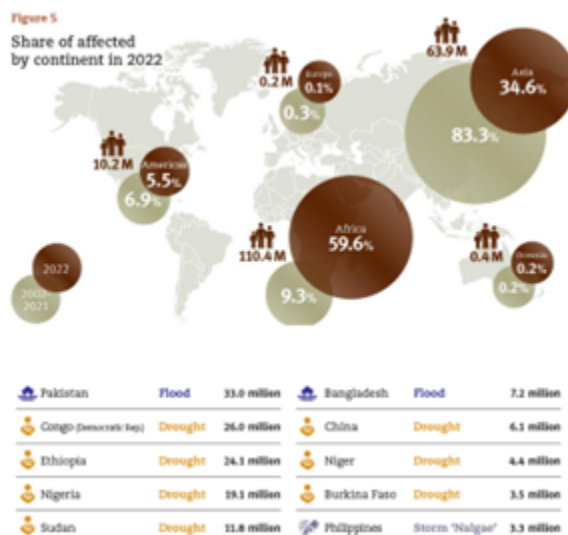 Figure 5
Share of affected
by continent in 2022
63.9 M
Asia
34.6%
83.3%
0.2 M
Europe
0.1%
0.3%
10.2 M
Americas
5.5%
6.9%
110.4 M
Africa
59.6%
9.3%
0.4 M
Oceania
0.2%
0.2%
2022
2002-
2021
Pakistan Flood 33.0 million
Congo (Democratic Rep.) Drought 26.0 million
Ethiopia Drought 24.1 million
Nigeria Drought 19.1 million
Sudan Drought 11.8 million
Bangladesh Flood 7.2 million
China Drought 6.1 million
Niger Drought 4.4 million
Burkina Faso Drought 3.5 million
Philippines Storm ‘Nalgae’ 3.3 million